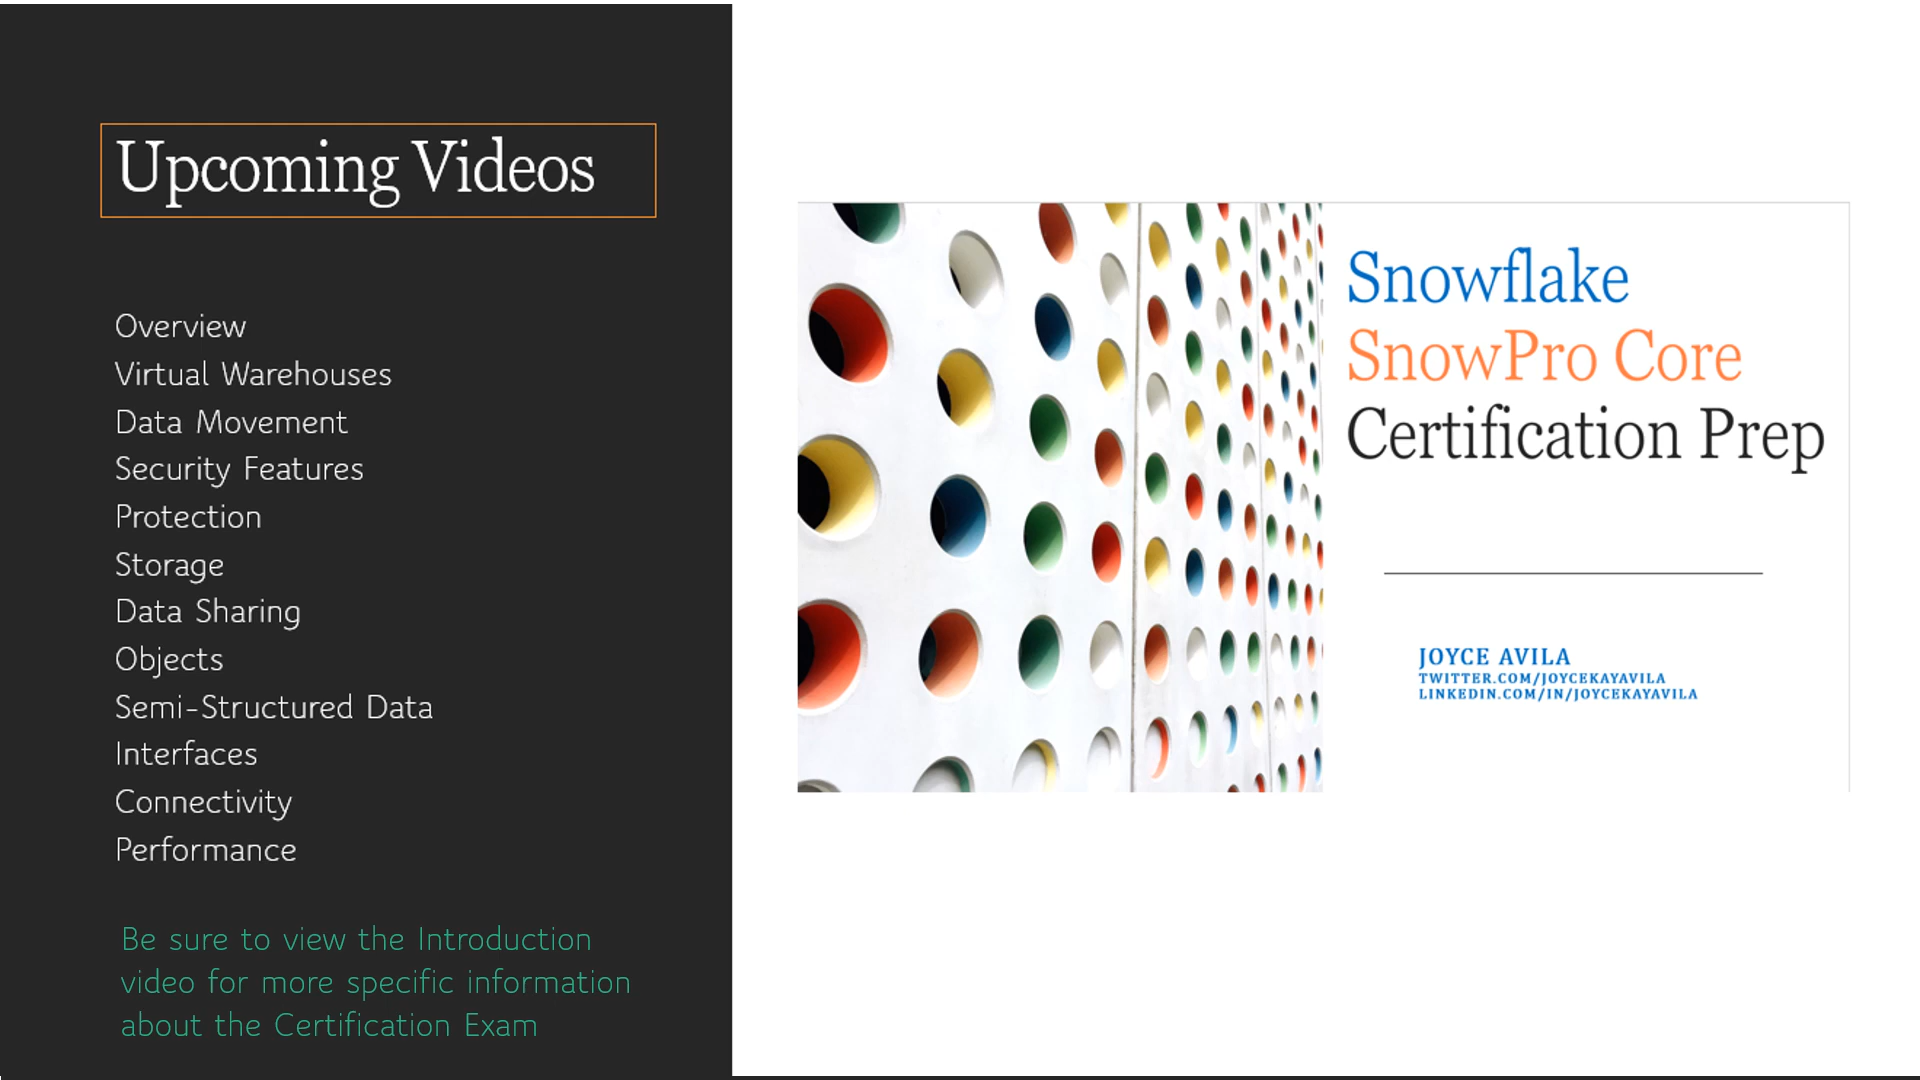 Upcoming Videos
Overview
Virtual Warehouses
Data Movement
Security Features
Protection
Storage
Data Sharing
Objects
Semi-Structured Data
Interfaces
Connectivity
Performance
Be sure to view the Introduction
video for more specific information
about the Certification Exam
Snowflake
SnowPro Core
Certification Prep
JOYCE AVILA
TWITTER.COM/JOYCEKAYAVILA
LINKEDIN.COM/IN/JOYCEKAYAVILA